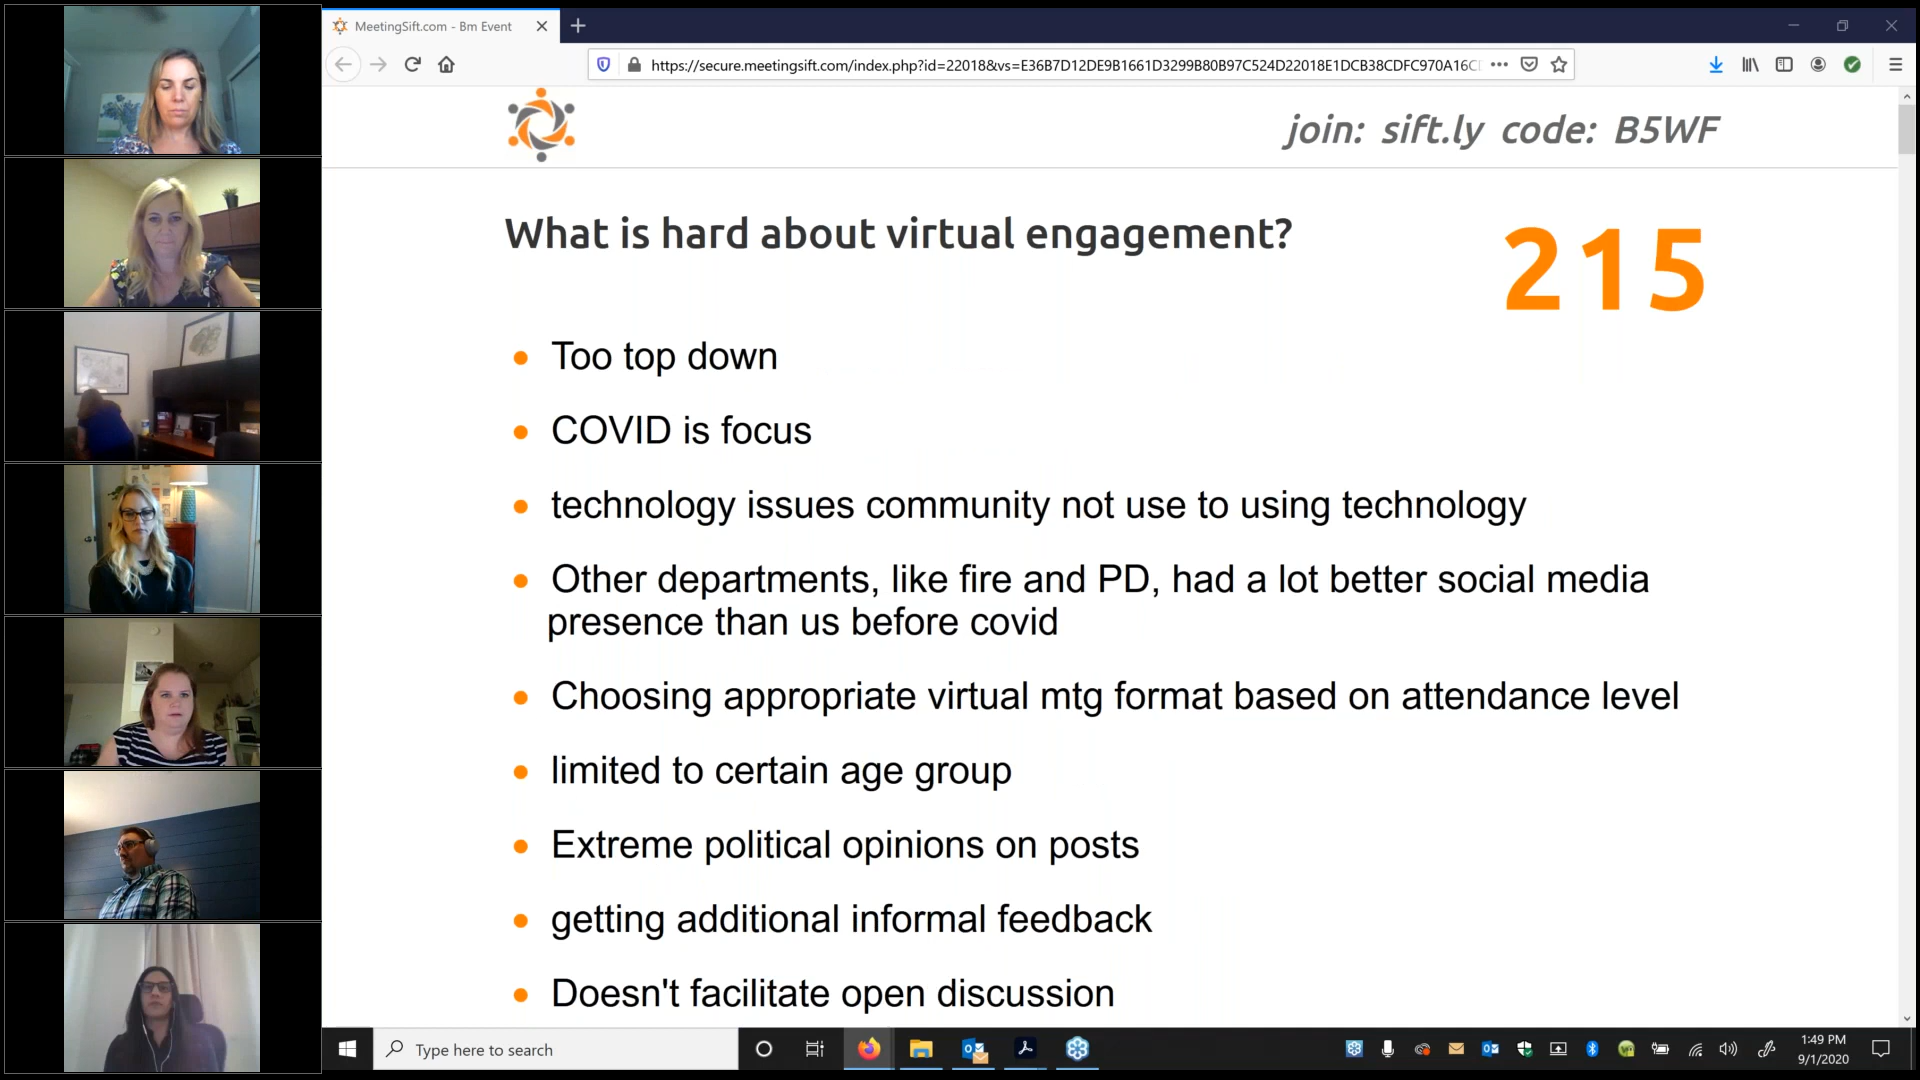 MeetingSift.com - Bm Event
https://secure.meetingsift.com/index.php?id=22018&vs=E36B7D12DE9B1661D3299B80B97C524D22018E1DCB38CDFC970A16C
join: sift.ly code: B5WF
What is hard about virtual engagement?
215
Too top down
COVID is focus
technology issues community not use to using technology
Other departments, like fire and PD, had a lot better social media
presence than us before covid
Choosing appropriate virtual mtg format based on attendance level
limited to certain age group
Extreme political opinions on posts
getting additional informal feedback
Doesn't facilitate open discussion
Type here to search
1:49 PM
9/1/2020